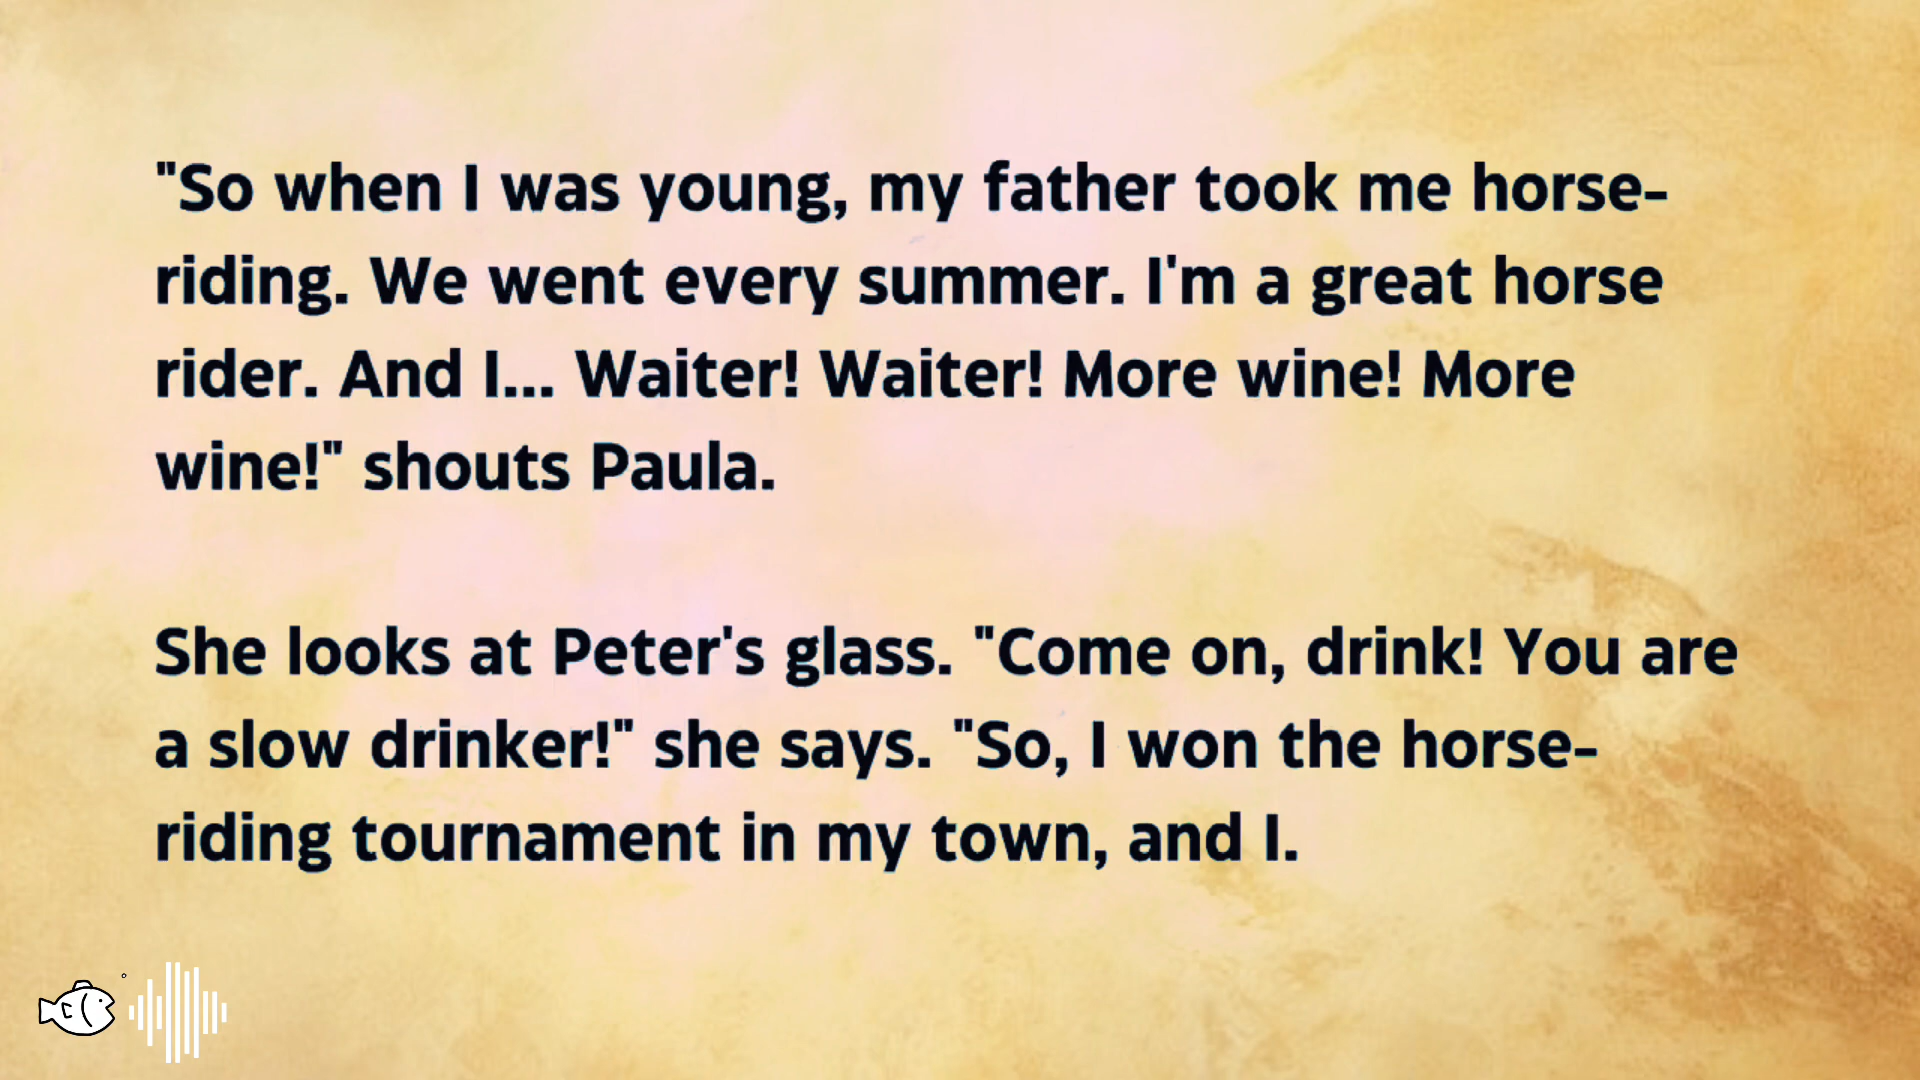 "So when I was young, my father took me horse-
riding. We went every summer. I'm a great horse
rider. And I... Waiter! Waiter! More wine! More
wine!" shouts Paula.
She looks at Peter's glass. "Come on, drink! You are
a slow drinker!" she says. "So, I won the horse-
riding tournament in my town, and I.